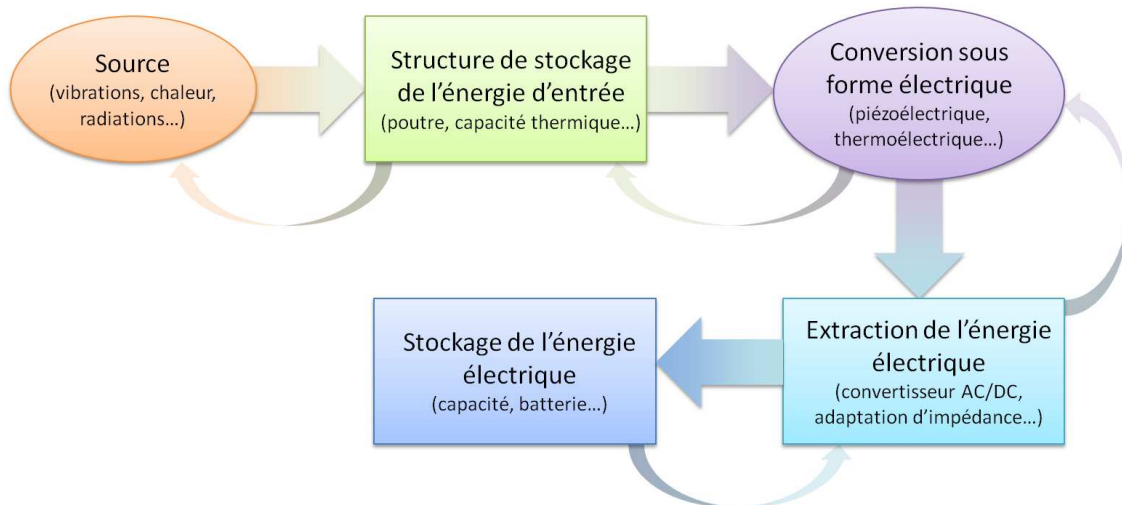 Source
(vibrations, chaleur,
radiations…)
Structure de stockage
de l'énergie d'entrée
(poutre, capacité thermique…)
Conversion sous
forme électrique
(piézoélectrique,
thermoélectrique…)
Extraction de l'énergie
électrique
(convertisseur AC/DC,
adaptation d'impédance…)
Stockage de l'énergie
électrique
(capacité, batterie…)